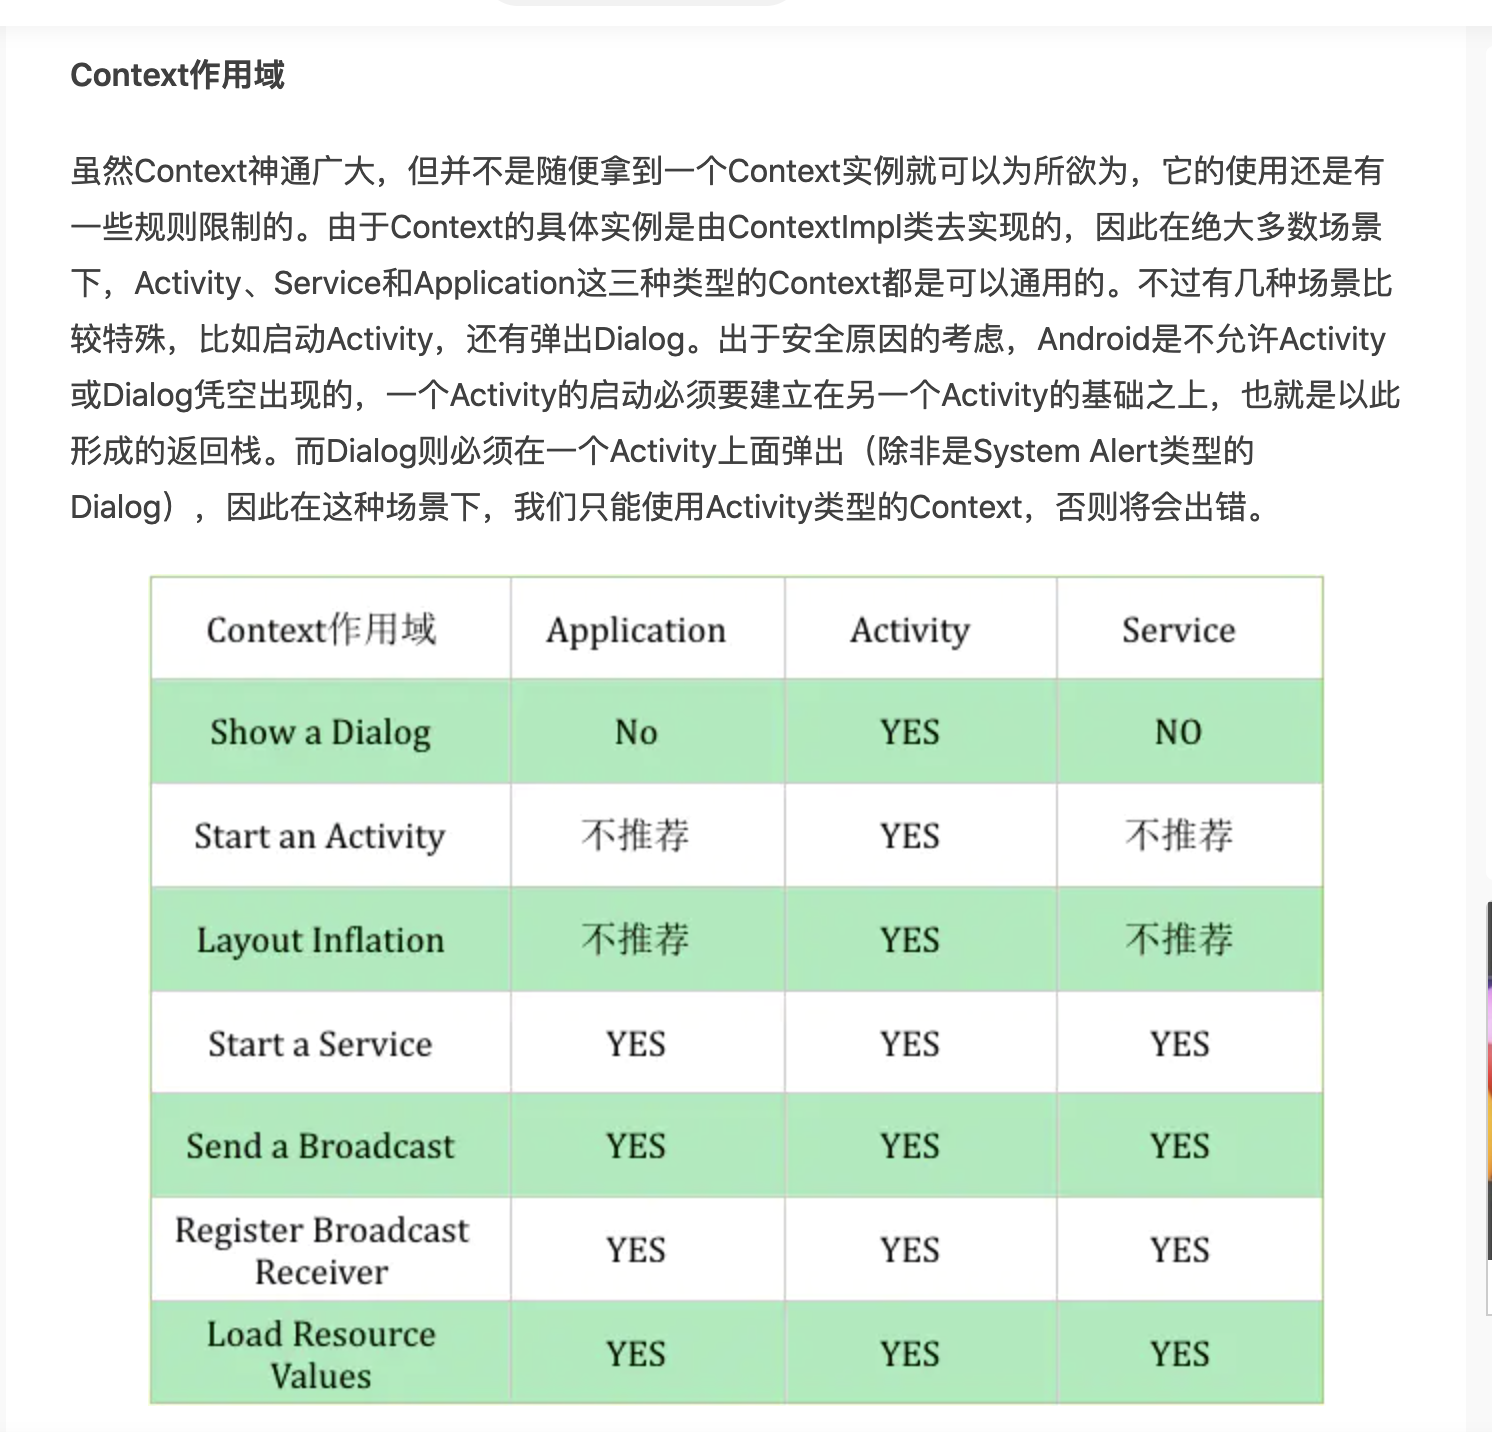 Context作用域
虽然Context神通广大，但并不是随便拿到一个Context实例就可以为所欲为，它的使用还是有
一些规则限制的。由于Context的具体实例是由ContextImpl类去实现的，因此在绝大多数场景
下，Activity、Service和Application这三种类型的Context都是可以通用的。不过有几种场景比
较特殊，比如启动Activity，还有弹出Dialog。出于安全原因的考虑，Android是不允许Activity
或Dialog凭空出现的，一个Activity的启动必须要建立在另一个Activity的基础之上，也就是以此
形成的返回栈。而Dialog则必须在一个Activity上面弹出（除非是System Alert类型的
Dialog），因此在这种场景下，我们只能使用Activity类型的Context，否则将会出错。
Context作用域 Application Activity Service
Show a Dialog No YES NO
Start an Activity 不推荐 YES 不推荐
Layout Inflation 不推荐 YES 不推荐
Start a Service YES YES YES
Send a Broadcast YES YES YES
Register Broadcast
Receiver YES YES YES
Load Resource
Values YES YES YES